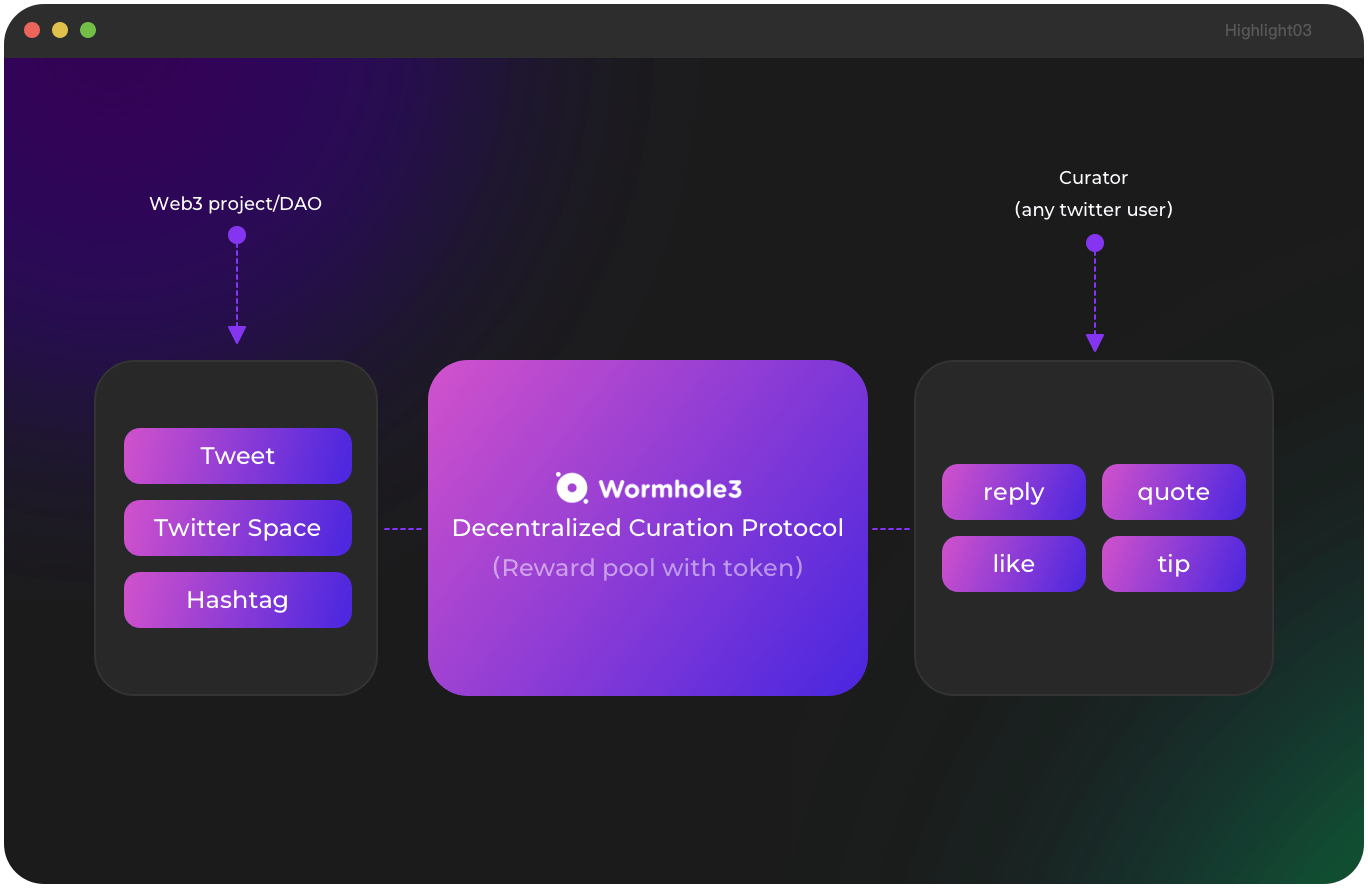 Highlight03
Web3 project/DAO
Curator
(any twitter user)
Tweet
Twitter Space
Hashtag
Wormhole3
Decentralized Curation Protocol
(Reward pool with token)
reply
quote
like
tip